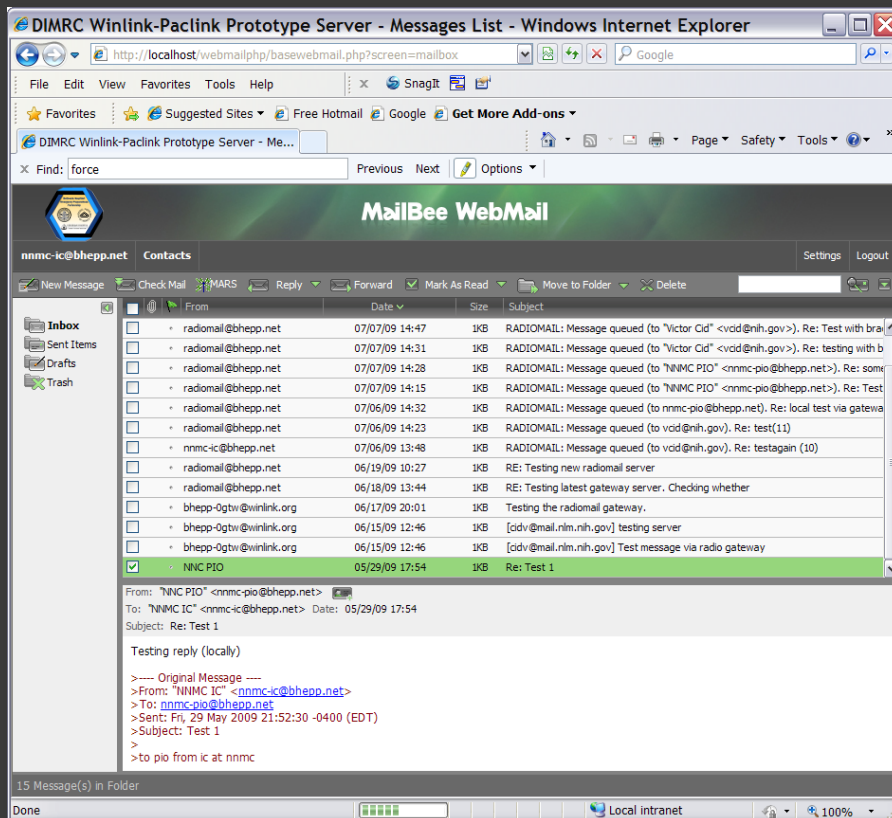 DIMRC Winlink-Paclink Prototype Server - Messages List - Windows Internet Explorer
http://localhost/webmailphp/basewebmail.php?screen=mailbox Google
File Edit View Favorites Tools Help x SnagIt
Favorites Suggested Sites Free Hotmail Google Get More Add-ons
DIMRC Winlink-Paclink Prototype Server - Me... Page Safety Tools
x Find: force Previous Next Options
MailBee WebMail
nnmc-ic@bhepp.net Contacts Settings Logout
New Message Check Mail MARS Reply Forward Mark As Read Move to Folder Delete
From Date Size Subject
Inbox
Sent Items
Drafts
Trash
radiomail@bhepp.net 07/07/09 14:47 1KB RADIOMAIL: Message queued (to "Victor Cid" <vcid@nih.gov>). Re: Test with bra
radiomail@bhepp.net 07/07/09 14:31 1KB RADIOMAIL: Message queued (to "Victor Cid" <vcid@nih.gov>). Re: testing with b
radiomail@bhepp.net 07/07/09 14:28 1KB RADIOMAIL: Message queued (to "NNMC PIO" <nnmc-pio@bhepp.net>). Re: some
radiomail@bhepp.net 07/07/09 14:15 1KB RADIOMAIL: Message queued (to "NNMC PIO" <nnmc-pio@bhepp.net>). Re: Test
radiomail@bhepp.net 07/06/09 14:32 1KB RADIOMAIL: Message queued (to nnmc-pio@bhepp.net). Re: local test via gatewa
radiomail@bhepp.net 07/06/09 14:23 1KB RADIOMAIL: Message queued (to vcid@nih.gov). Re: test(11)
nnmc-ic@bhepp.net 07/06/09 13:48 1KB RADIOMAIL: Message queued (to vcid@nih.gov). Re: testagain (10)
radiomail@bhepp.net 06/19/09 10:27 1KB RE: Testing new radiomail server
radiomail@bhepp.net 06/18/09 13:44 1KB RE: Testing latest gateway server. Checking whether
bhepp-0gtw@winlink.org 06/17/09 20:01 1KB Testing the radiomail gateway.
bhepp-0gtw@winlink.org 06/15/09 12:46 1KB [cidv@mail.nlm.nih.gov] testing server
bhepp-0gtw@winlink.org 06/15/09 12:46 1KB [cidv@mail.nlm.nih.gov] Test message via radio gateway
NNC PIO 05/29/09 17:54 1KB Re: Test 1
From: "NNC PIO" <nnmc-pio@bhepp.net>
To: "NNMC IC" <nnmc-ic@bhepp.net> Date: 05/29/09 17:54
Subject: Re: Test 1
Testing reply (locally)
>---- Original Message ----
>From: "NNMC IC" <nnmc-ic@bhepp.net>
>To: nnmc-pio@bhepp.net
>Sent: Fri, 29 May 2009 21:52:30 -0400 (EDT)
>Subject: Test 1
>
>to pio from ic at nnmc
15 Message(s) in Folder
Done Local intranet 100%